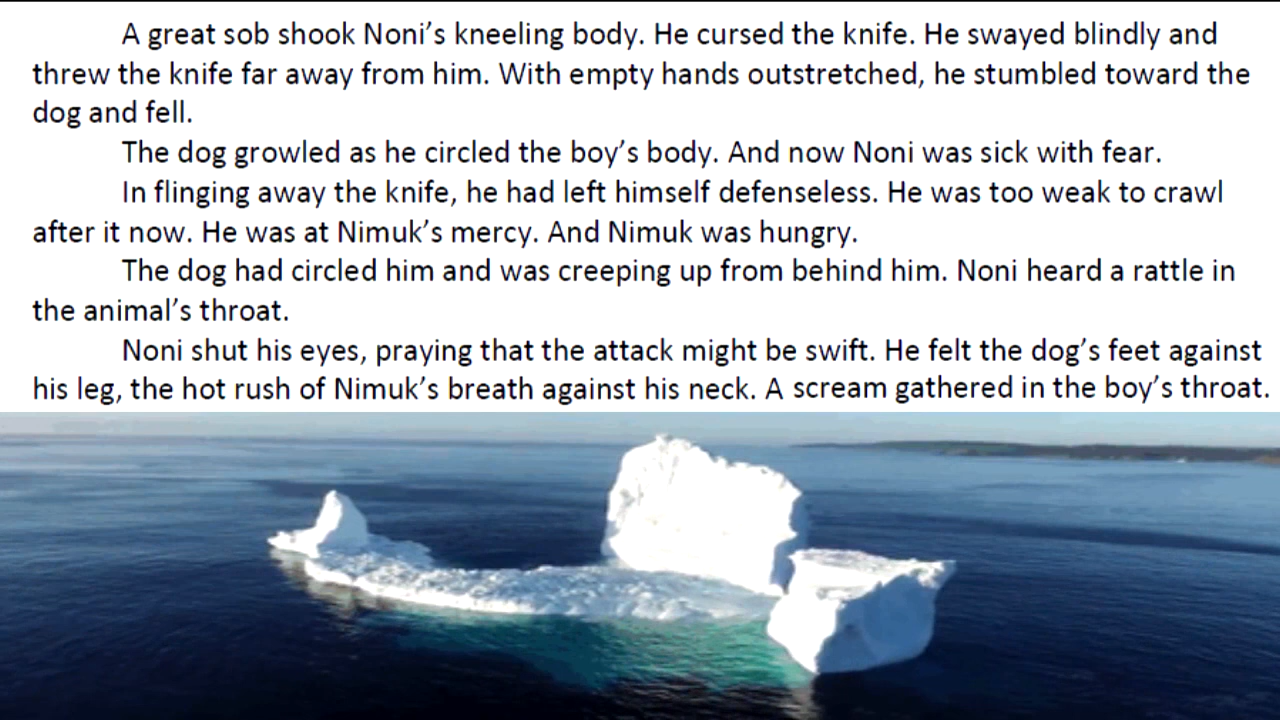 A great sob shook Noni’s kneeling body. He cursed the knife. He swayed blindly and
threw the knife far away from him. With empty hands outstretched, he stumbled toward the
dog and fell.
The dog growled as he circled the boy’s body. And now Noni was sick with fear.
In flinging away the knife, he had left himself defenseless. He was too weak to crawl
after it now. He was at Nimuk’s mercy. And Nimuk was hungry.
The dog had circled him and was creeping up from behind him. Noni heard a rattle in
the animal’s throat.
Noni shut his eyes, praying that the attack might be swift. He felt the dog’s feet against
his leg, the hot rush of Nimuk’s breath against his neck. A scream gathered in the boy’s throat.